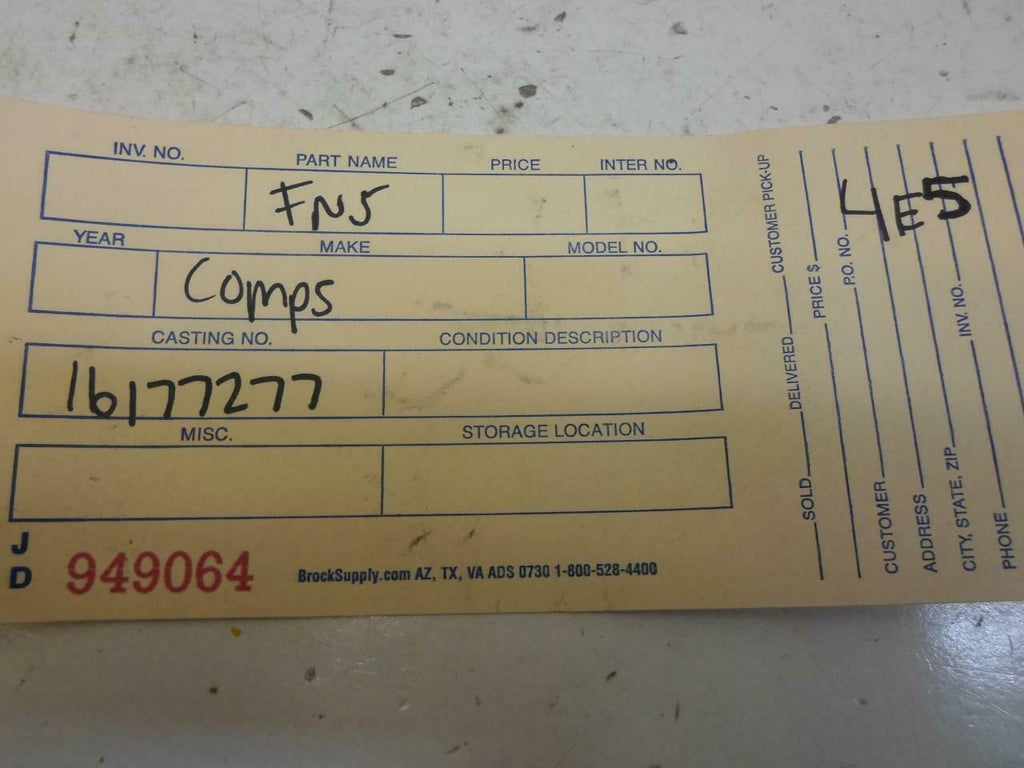 INV. NO. PART NAME PRICE INTER NO.
FNJ
YEAR MAKE MODEL NO.
Comps
CASTING NO. CONDITION DESCRIPTION
16177277
MISC. STORAGE LOCATION
JD 949064 BrockSupply.com AZ, TX, VA ADS 0730 1-800-528-4400
SOLD DELIVERED CUSTOMER PICK-UP
PRICE $
P.O. NO.
CUSTOMER
ADDRESS
CITY, STATE, ZIP INV. NO.
PHONE
4E5